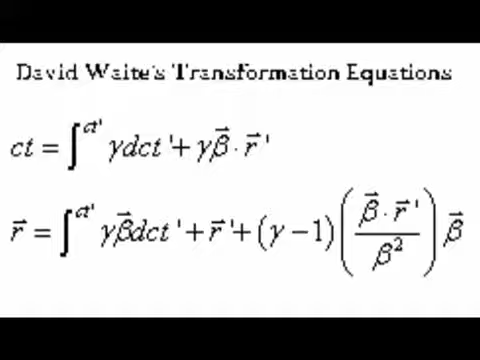 David Waite's Transformation Equations
ct = ∫^{ct'} γdct' + γβ⃗ · r⃗ '
r⃗ = ∫^{ct'} γβ⃗dct' + r⃗ ' + (γ − 1)(β⃗ · r⃗ ' / β²)β⃗